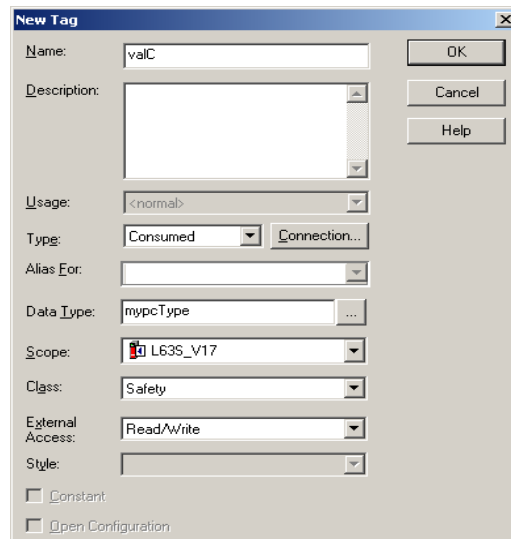 New Tag
Name: valC OK
Description: Cancel
Help
Usage: <normal>
Type: Consumed Connection...
Alias For:
Data Type: mypcType ...
Scope: L63S_V17
Class: Safety
External
Access: Read/Write
Style:
Constant
Open Configuration